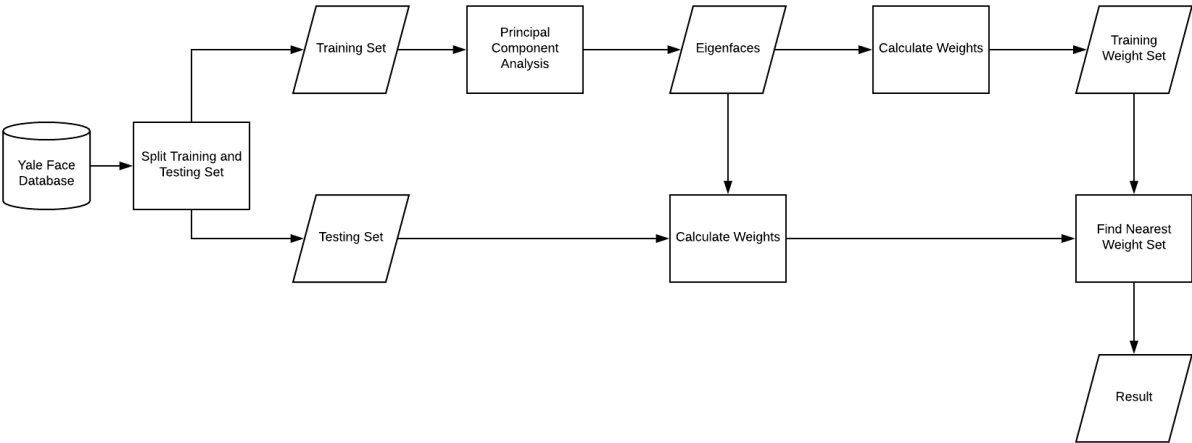 Training Set
Principal
Component
Analysis
Eigenfaces
Calculate Weights
Training
Weight Set
Yale Face
Database
Split Training and
Testing Set
Testing Set
Calculate Weights
Find Nearest
Weight Set
Result